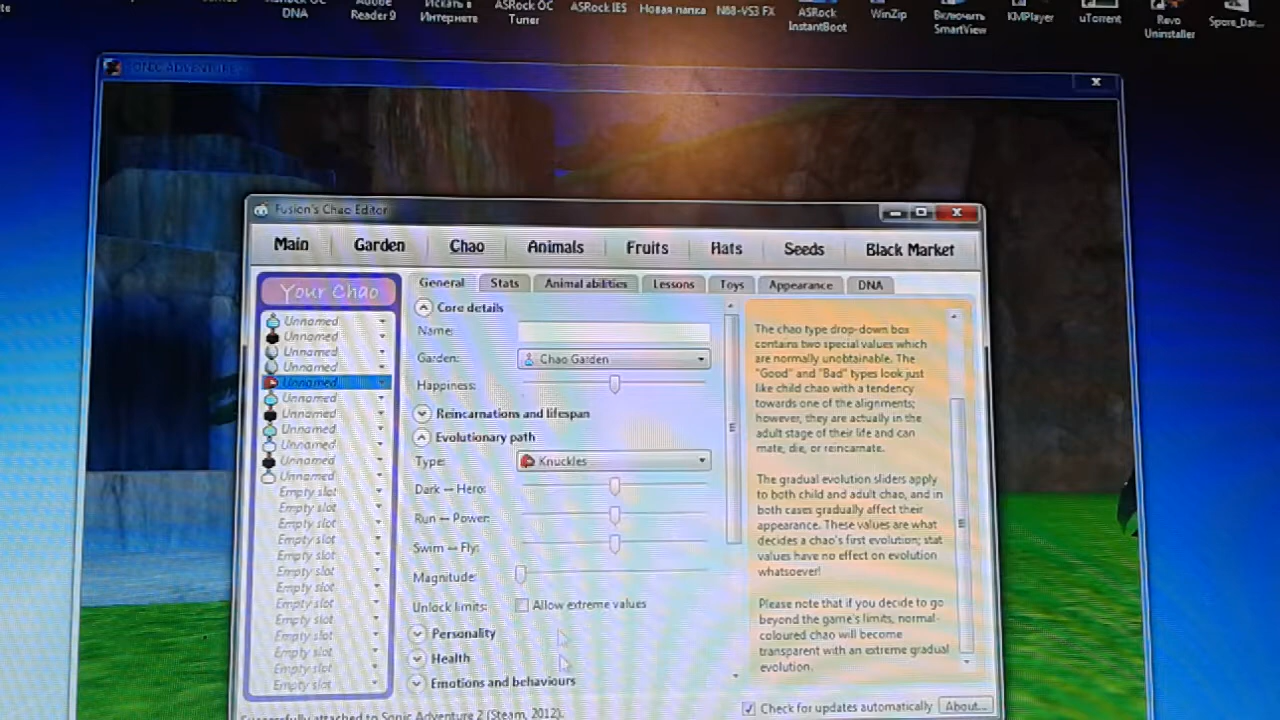 DNA
Adobe
Reader 9
Искать в
Интернете
ASRock OC
Tuner
ASRock IES
Новая папка
N68-VS3 FX
ASRock
InstantBoot
WinZip
Включить
SmartView
KMPlayer
uTorrent
Revo
Uninstaller
Spore_Dar...
SONIC ADVENTURE
Fusion's Chao Editor
Main Garden Chao Animals Fruits Hats Seeds Black Market
Your Chao
Unnamed
Unnamed
Unnamed
Unnamed
Unnamed
Unnamed
Unnamed
Unnamed
Unnamed
Unnamed
Unnamed
Empty slot
Empty slot
Empty slot
Empty slot
Empty slot
Empty slot
Empty slot
Empty slot
Empty slot
Empty slot
Empty slot
Empty slot
Empty slot
General Stats Animal abilities Lessons Toys Appearance DNA
Core details
Name:
Garden: Chao Garden
Happiness:
Reincarnations and lifespan
Evolutionary path
Type: Knuckles
Dark -- Hero:
Run -- Power:
Swim -- Fly:
Magnitude:
Unlock limits: Allow extreme values
Personality
Health
Emotions and behaviours
The chao type drop-down box
contains two special values which
are normally unobtainable. The
"Good" and "Bad" types look just
like child chao with a tendency
towards one of the alignments;
however, they are actually in the
adult stage of their life and can
mate, die, or reincarnate.
The gradual evolution sliders apply
to both child and adult chao, and in
both cases gradually affect their
appearance. These values are what
decides a chao's first evolution; stat
values have no effect on evolution
whatsoever!
Please note that if you decide to go
beyond the game's limits, normal-
coloured chao will become
transparent with an extreme gradual
evolution.
Successfully attached to Sonic Adventure 2 (Steam, 2012).
Check for updates automatically About...